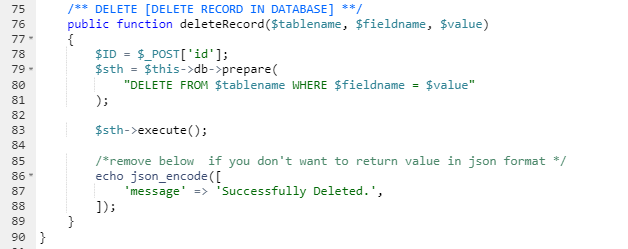 75 /** DELETE [DELETE RECORD IN DATABASE] **/
76 public function deleteRecord($tablename, $fieldname, $value)
77 {
78 $ID = $_POST['id'];
79 $sth = $this->db->prepare(
80 "DELETE FROM $tablename WHERE $fieldname = $value"
81 );
82
83 $sth->execute();
84
85 /*remove below  if you don't want to return value in json format */
86 echo json_encode([
87 'message' => 'Successfully Deleted.',
88 ]);
89 }
90 }